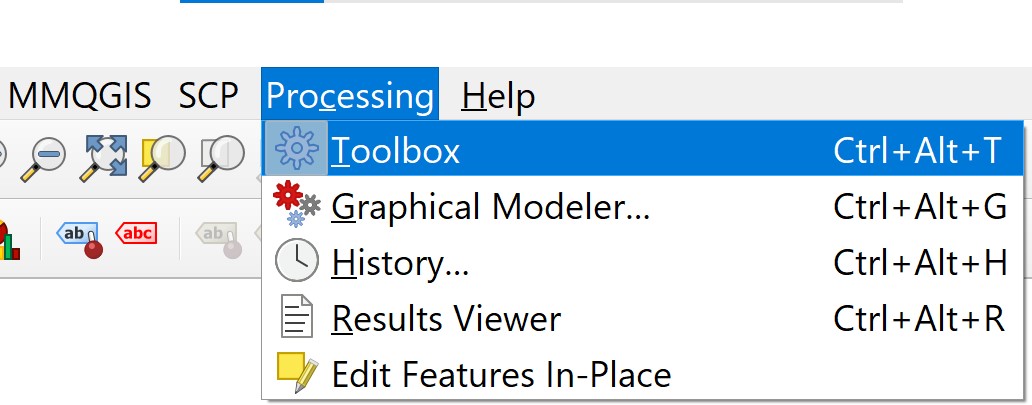 MMQGIS SCP Processing Help
Toolbox Ctrl+Alt+T
Graphical Modeler... Ctrl+Alt+G
History... Ctrl+Alt+H
Results Viewer Ctrl+Alt+R
Edit Features In-Place
ab abc ab